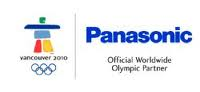 vancouver 2010
Panasonic
Official Worldwide
Olympic Partner